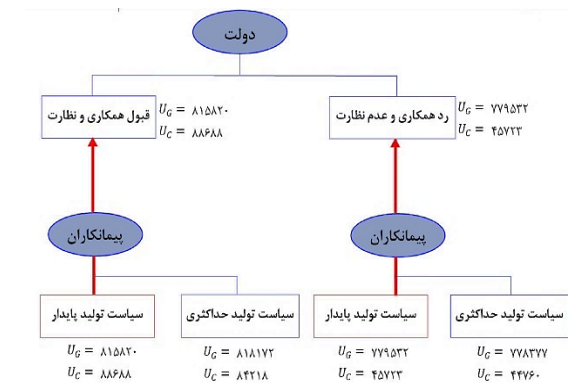 دولت
قبول همکاری و نظارت
U_G = ۸۱۵۸۲۰
U_C = ۸۸۶۸۸
رد همکاری و عدم نظارت
U_G = ۷۷۹۵۳۲
U_C = ۴۵۷۲۳
پیمانکاران
پیمانکاران
سیاست تولید پایدار
سیاست تولید حداکثری
سیاست تولید پایدار
سیاست تولید حداکثری
U_G = ۸۱۵۸۲۰
U_C = ۸۸۶۸۸
U_G = ۸۱۸۱۷۲
U_C = ۸۴۲۱۸
U_G = ۷۷۹۵۳۲
U_C = ۴۵۷۲۳
U_G = ۷۷۸۳۷۷
U_C = ۴۴۷۶۰